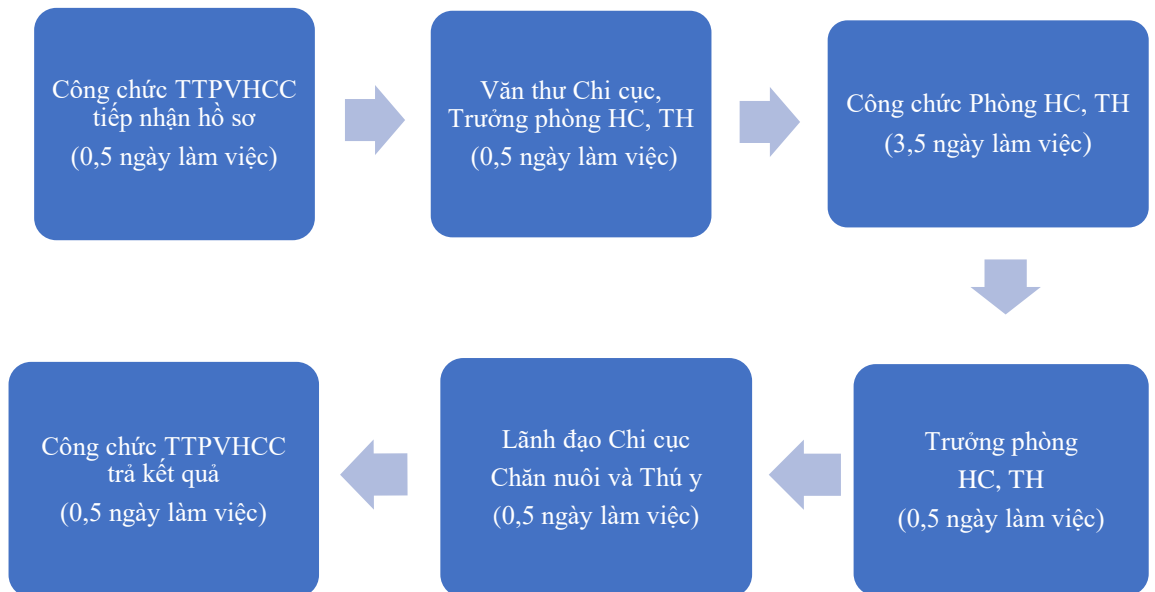 Công chức TTPVHCC
tiếp nhận hồ sơ
(0,5 ngày làm việc)
Văn thư Chi cục,
Trưởng phòng HC, TH
(0,5 ngày làm việc)
Công chức Phòng HC, TH
(3,5 ngày làm việc)
Trưởng phòng
HC, TH
(0,5 ngày làm việc)
Lãnh đạo Chi cục
Chăn nuôi và Thú y
(0,5 ngày làm việc)
Công chức TTPVHCC
trả kết quả
(0,5 ngày làm việc)